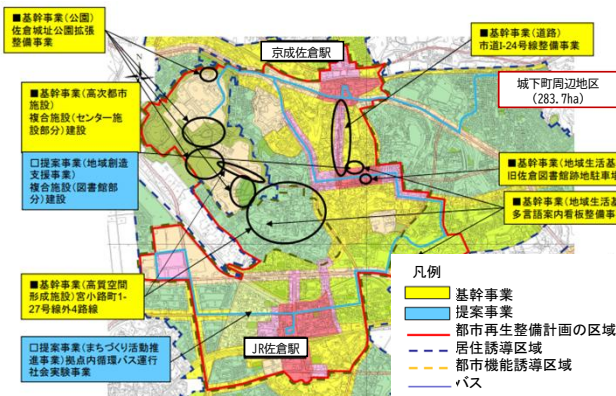 ■基幹事業(公園)
佐倉城址公園拡張
整備事業
京成佐倉駅
■基幹事業(道路)
市道I-24号線整備事業
城下町周辺地区
(283.7ha)
■基幹事業(高次都市
施設)
複合施設(センター施
設部分)建設
□提案事業(地域創造
支援事業)
複合施設(図書館部
分)建設
■基幹事業(地域生活基
旧佐倉図書館跡地駐車場
■基幹事業(地域生活基
多言語案内看板整備事
■基幹事業(高質空間
形成施設)宮小路町1-
27号線外4路線
□提案事業(まちづくり活動推
進事業)拠点内循環バス運行
社会実験事業
JR佐倉駅
凡例
基幹事業
提案事業
都市再生整備計画の区域
居住誘導区域
都市機能誘導区域
バス